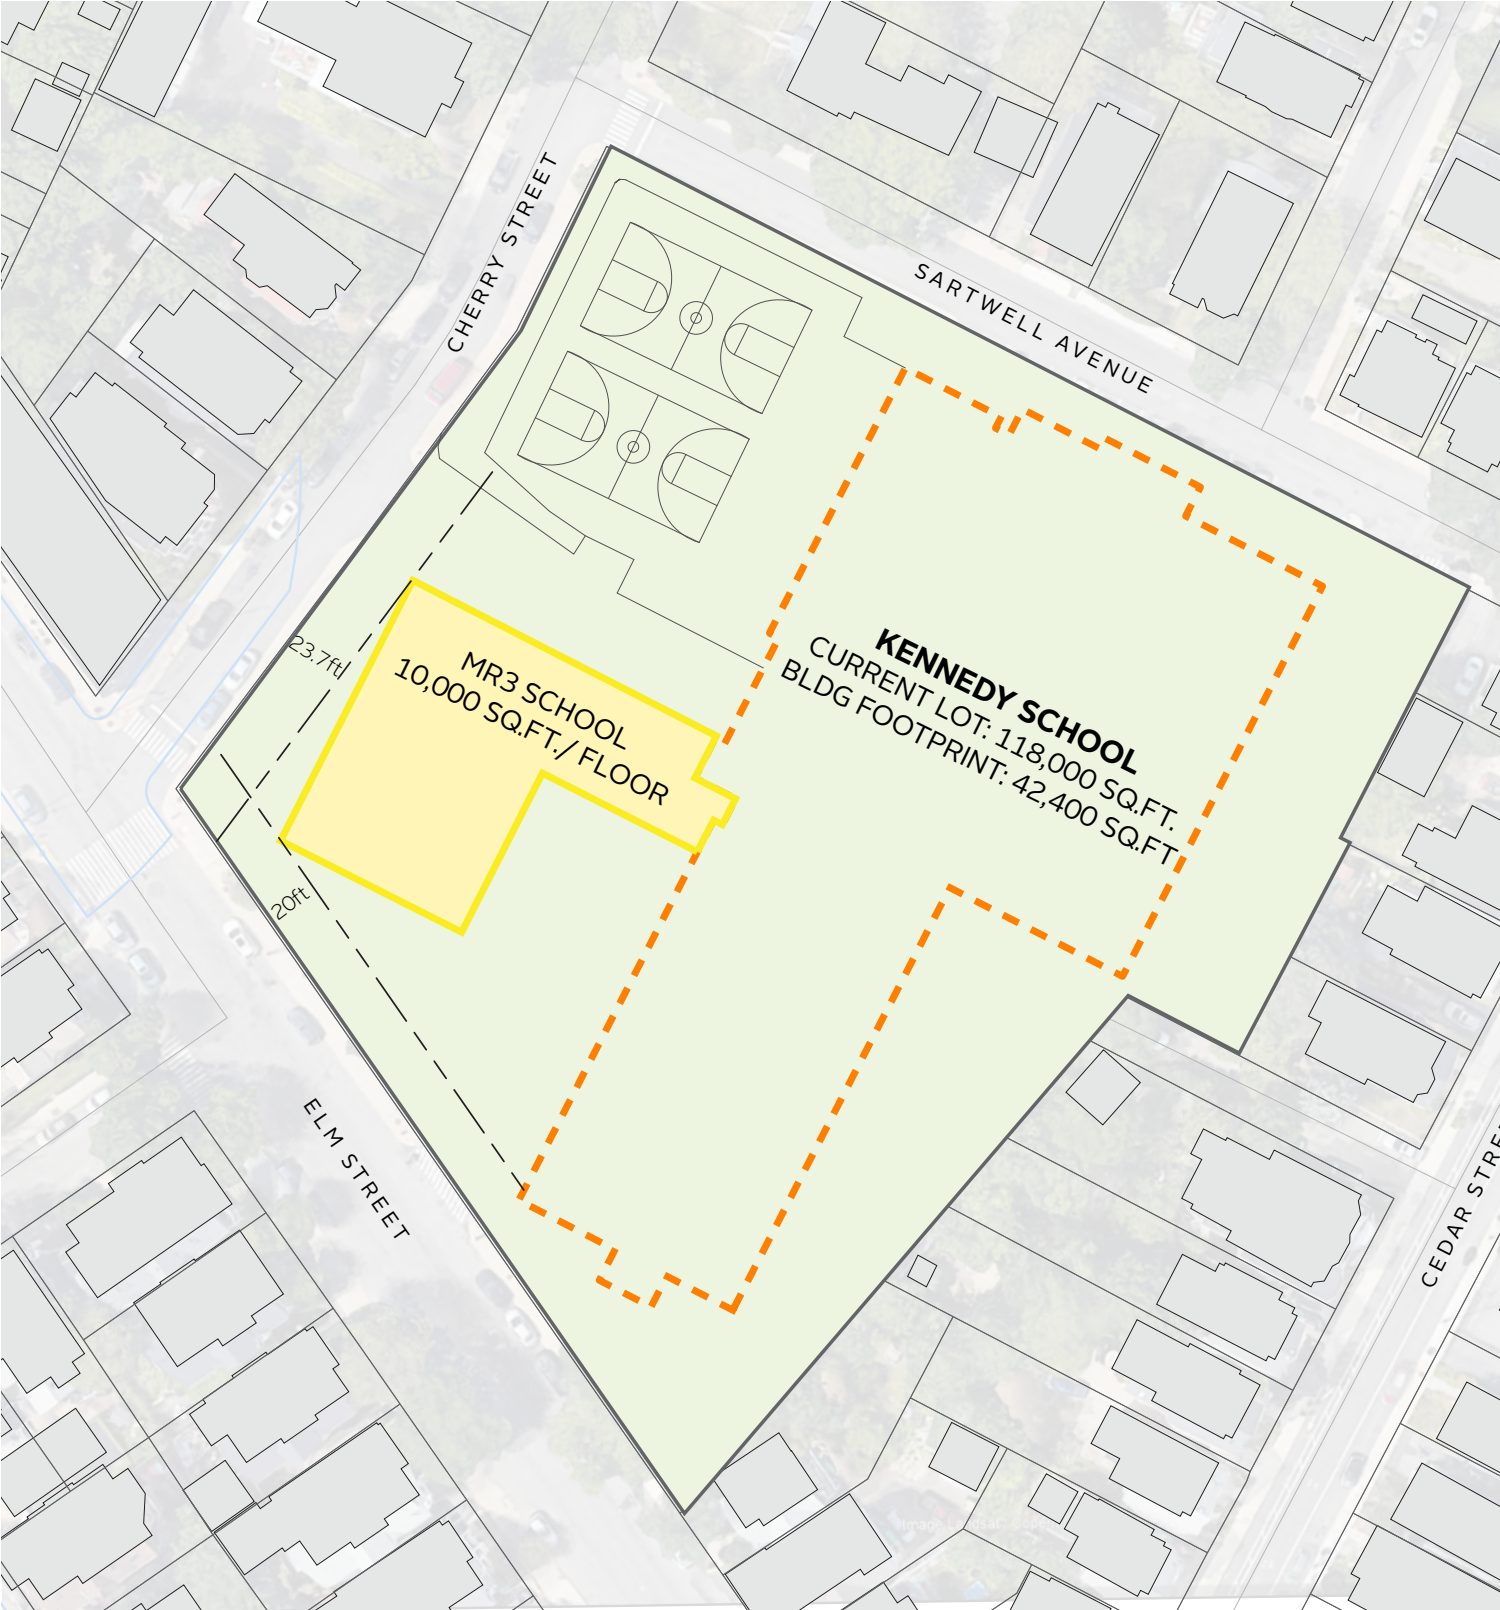 CHERRY STREET
SARTWELL AVENUE
KENNEDY SCHOOL
CURRENT LOT: 118,000 SQ.FT.
BLDG FOOTPRINT: 42,400 SQ.FT
23.7ft
MR3 SCHOOL
10,000 SQ.FT./ FLOOR
20ft
ELM STREET
CEDAR STRE